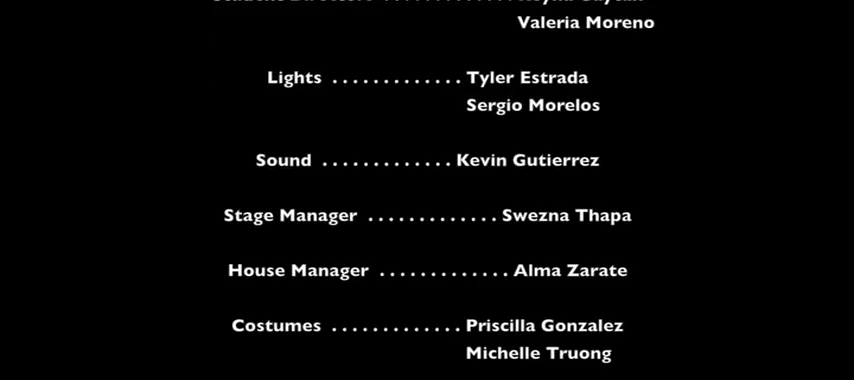 Valeria Moreno
Lights ............. Tyler Estrada
Sergio Morelos
Sound ............. Kevin Gutierrez
Stage Manager ............. Swezna Thapa
House Manager ............. Alma Zarate
Costumes ............. Priscilla Gonzalez
Michelle Truong